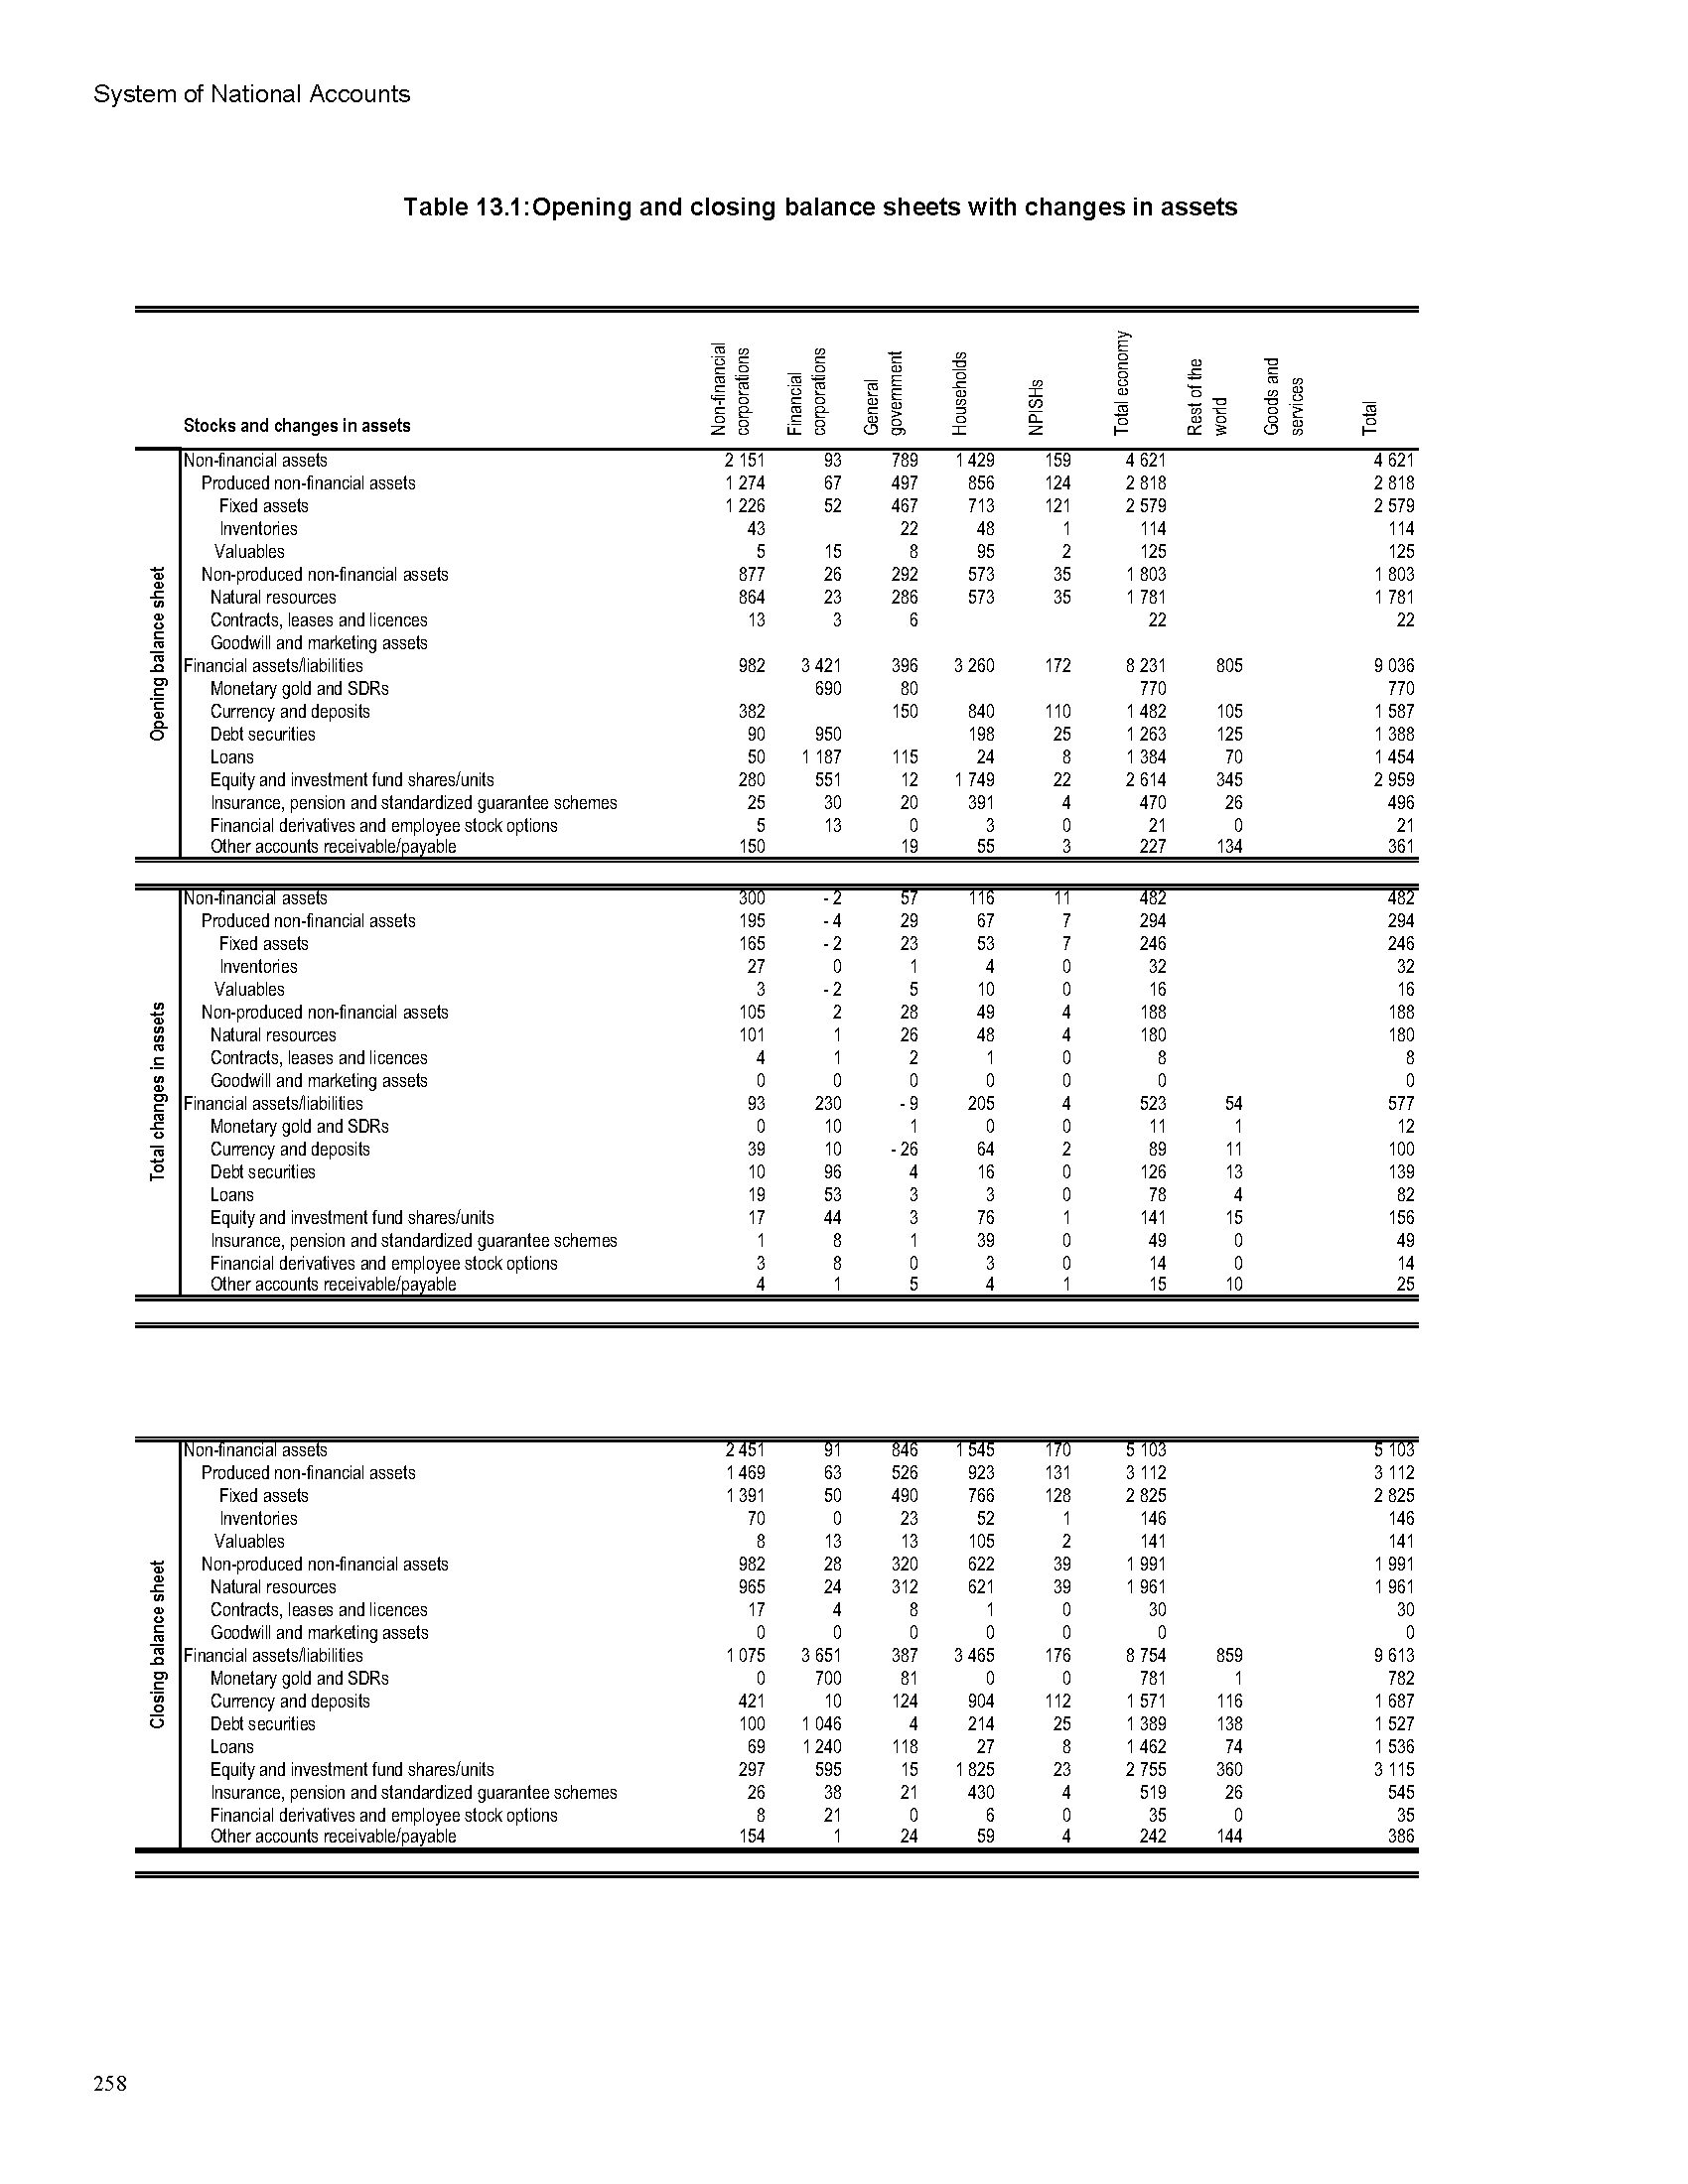 System of National Accounts
Table 13.1:Opening and closing balance sheets with changes in assets
Stocks and changes in assets Non-financial corporations Financial corporations General government Households NPISHs Total economy Rest of the world Goods and services Total
Opening balance sheet
Non-financial assets 2 151 93 789 1 429 159 4 621 4 621
Produced non-financial assets 1 274 67 497 856 124 2 818 2 818
Fixed assets 1 226 52 467 713 121 2 579 2 579
Inventories 43 22 48 1 114 114
Valuables 5 15 8 95 2 125 125
Non-produced non-financial assets 877 26 292 573 35 1 803 1 803
Natural resources 864 23 286 573 35 1 781 1 781
Contracts, leases and licences 13 3 6 22 22
Goodwill and marketing assets
Financial assets/liabilities 982 3 421 396 3 260 172 8 231 805 9 036
Monetary gold and SDRs 690 80 770 770
Currency and deposits 382 150 840 110 1 482 105 1 587
Debt securities 90 950 198 25 1 263 125 1 388
Loans 50 1 187 115 24 8 1 384 70 1 454
Equity and investment fund shares/units 280 551 12 1 749 22 2 614 345 2 959
Insurance, pension and standardized guarantee schemes 25 30 20 391 4 470 26 496
Financial derivatives and employee stock options 5 13 0 3 0 21 0 21
Other accounts receivable/payable 150 19 55 3 227 134 361
Total changes in assets
Non-financial assets 300 - 2 57 116 11 482 482
Produced non-financial assets 195 - 4 29 67 7 294 294
Fixed assets 165 - 2 23 53 7 246 246
Inventories 27 0 1 4 0 32 32
Valuables 3 - 2 5 10 0 16 16
Non-produced non-financial assets 105 2 28 49 4 188 188
Natural resources 101 1 26 48 4 180 180
Contracts, leases and licences 4 1 2 1 0 8 8
Goodwill and marketing assets 0 0 0 0 0 0 0
Financial assets/liabilities 93 230 - 9 205 4 523 54 577
Monetary gold and SDRs 0 10 1 0 0 11 1 12
Currency and deposits 39 10 - 26 64 2 89 11 100
Debt securities 10 96 4 16 0 126 13 139
Loans 19 53 3 3 0 78 4 82
Equity and investment fund shares/units 17 44 3 76 1 141 15 156
Insurance, pension and standardized guarantee schemes 1 8 1 39 0 49 0 49
Financial derivatives and employee stock options 3 8 0 3 0 14 0 14
Other accounts receivable/payable 4 1 5 4 1 15 10 25
Closing balance sheet
Non-financial assets 2 451 91 846 1 545 170 5 103 5 103
Produced non-financial assets 1 469 63 526 923 131 3 112 3 112
Fixed assets 1 391 50 490 766 128 2 825 2 825
Inventories 70 0 23 52 1 146 146
Valuables 8 13 13 105 2 141 141
Non-produced non-financial assets 982 28 320 622 39 1 991 1 991
Natural resources 965 24 312 621 39 1 961 1 961
Contracts, leases and licences 17 4 8 1 0 30 30
Goodwill and marketing assets 0 0 0 0 0 0 0
Financial assets/liabilities 1 075 3 651 387 3 465 176 8 754 859 9 613
Monetary gold and SDRs 0 700 81 0 0 781 1 782
Currency and deposits 421 10 124 904 112 1 571 116 1 687
Debt securities 100 1 046 4 214 25 1 389 138 1 527
Loans 69 1 240 118 27 8 1 462 74 1 536
Equity and investment fund shares/units 297 595 15 1 825 23 2 755 360 3 115
Insurance, pension and standardized guarantee schemes 26 38 21 430 4 519 26 545
Financial derivatives and employee stock options 8 21 0 6 0 35 0 35
Other accounts receivable/payable 154 1 24 59 4 242 144 386
258